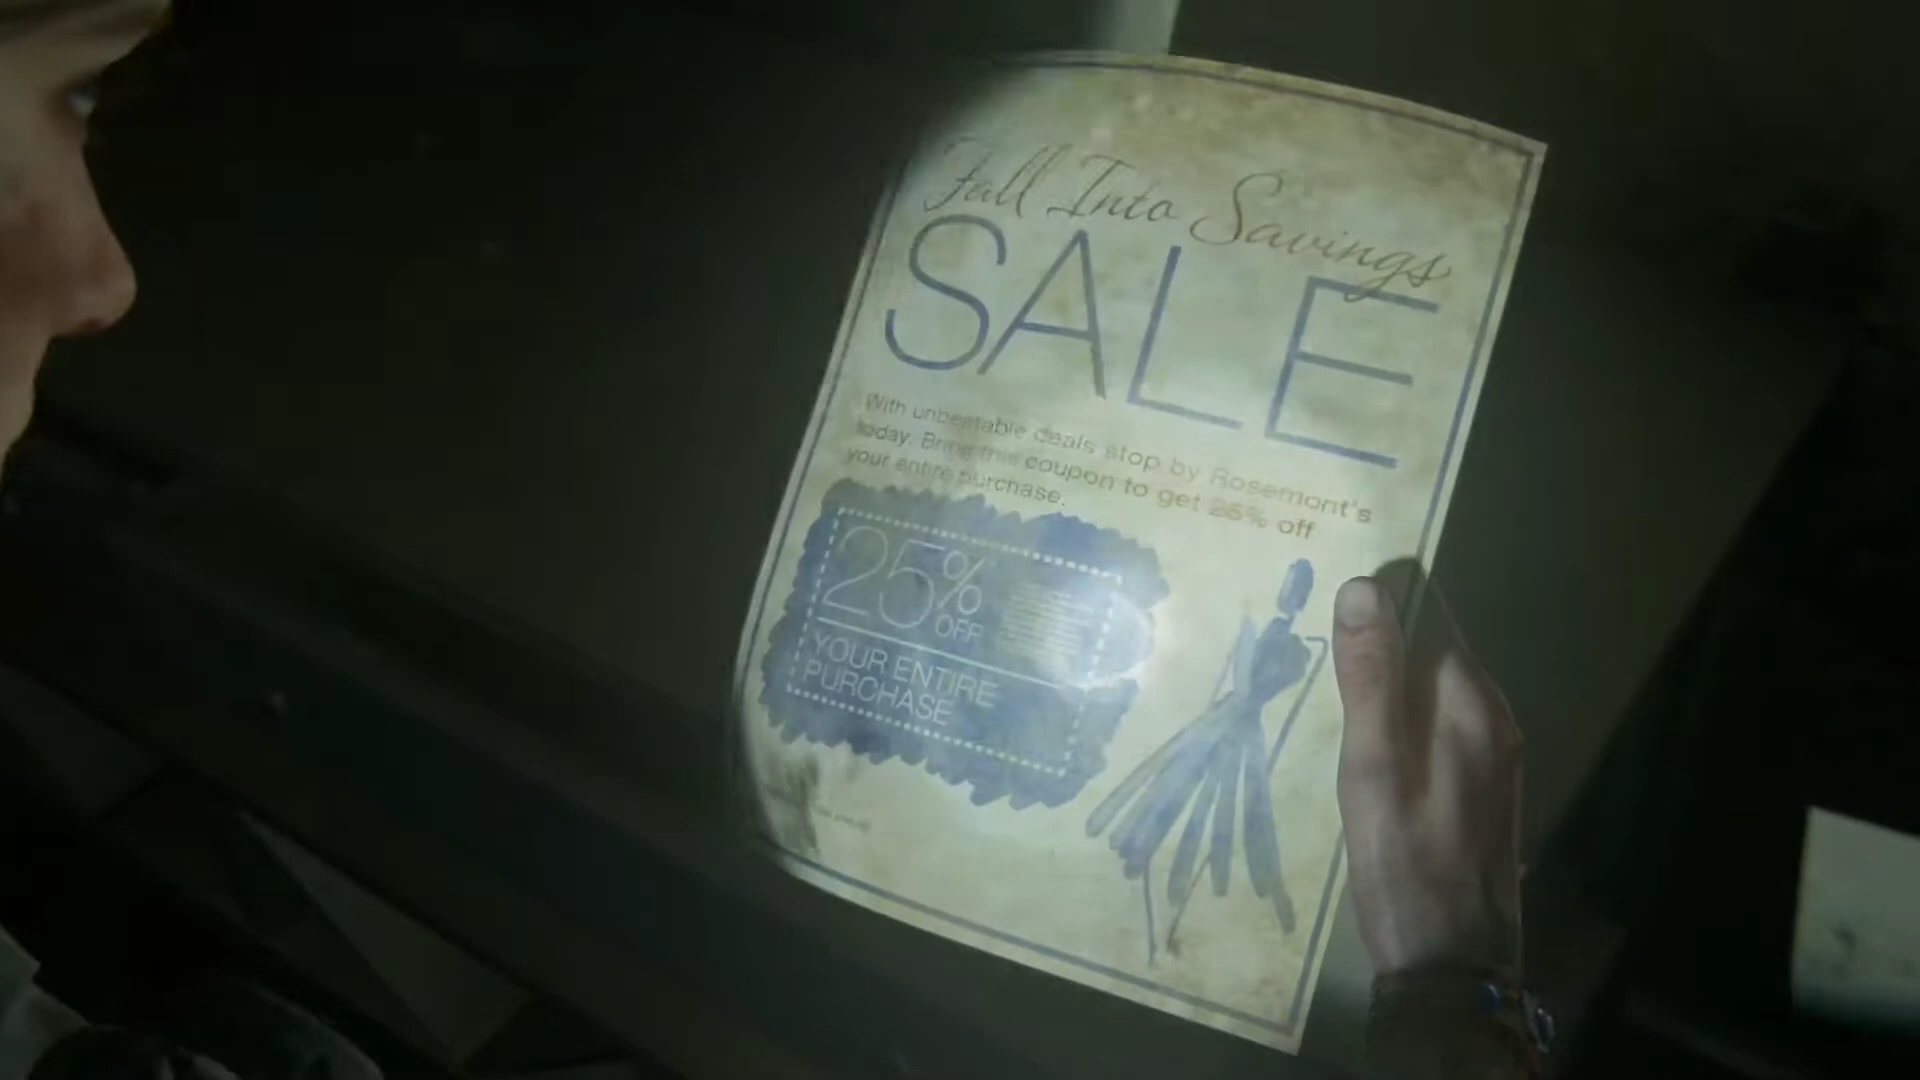 Fall Into Savings
SALE
With unbeatable deals stop by Rosemont's
today. Bring this coupon to get 25% off
your entire purchase.
25%
OFF
YOUR ENTIRE
PURCHASE